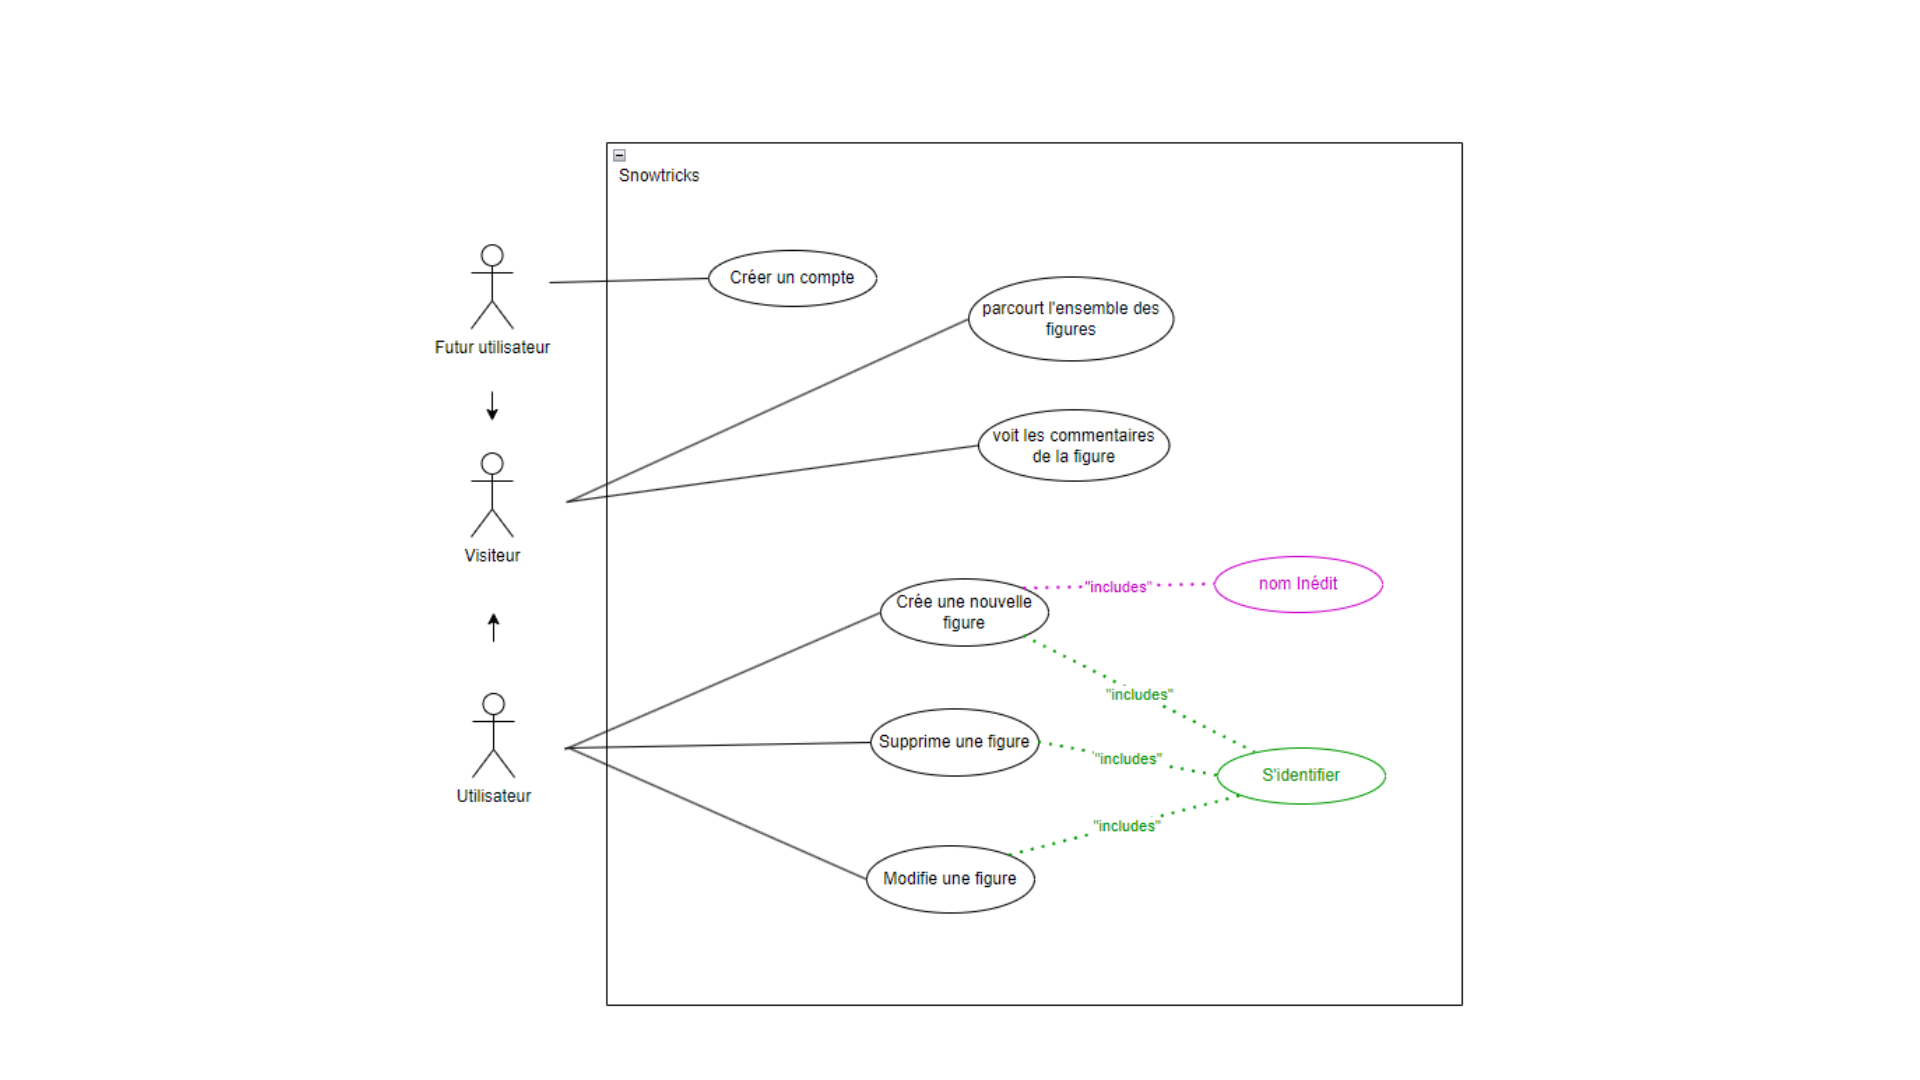 Snowtricks
Créer un compte
Futur utilisateur
parcourt l'ensemble des
figures
voit les commentaires
de la figure
Visiteur
Crée une nouvelle
figure
"includes"
nom Inédit
"includes"
Supprime une figure
"includes"
S'identifier
Utilisateur
"includes"
Modifie une figure